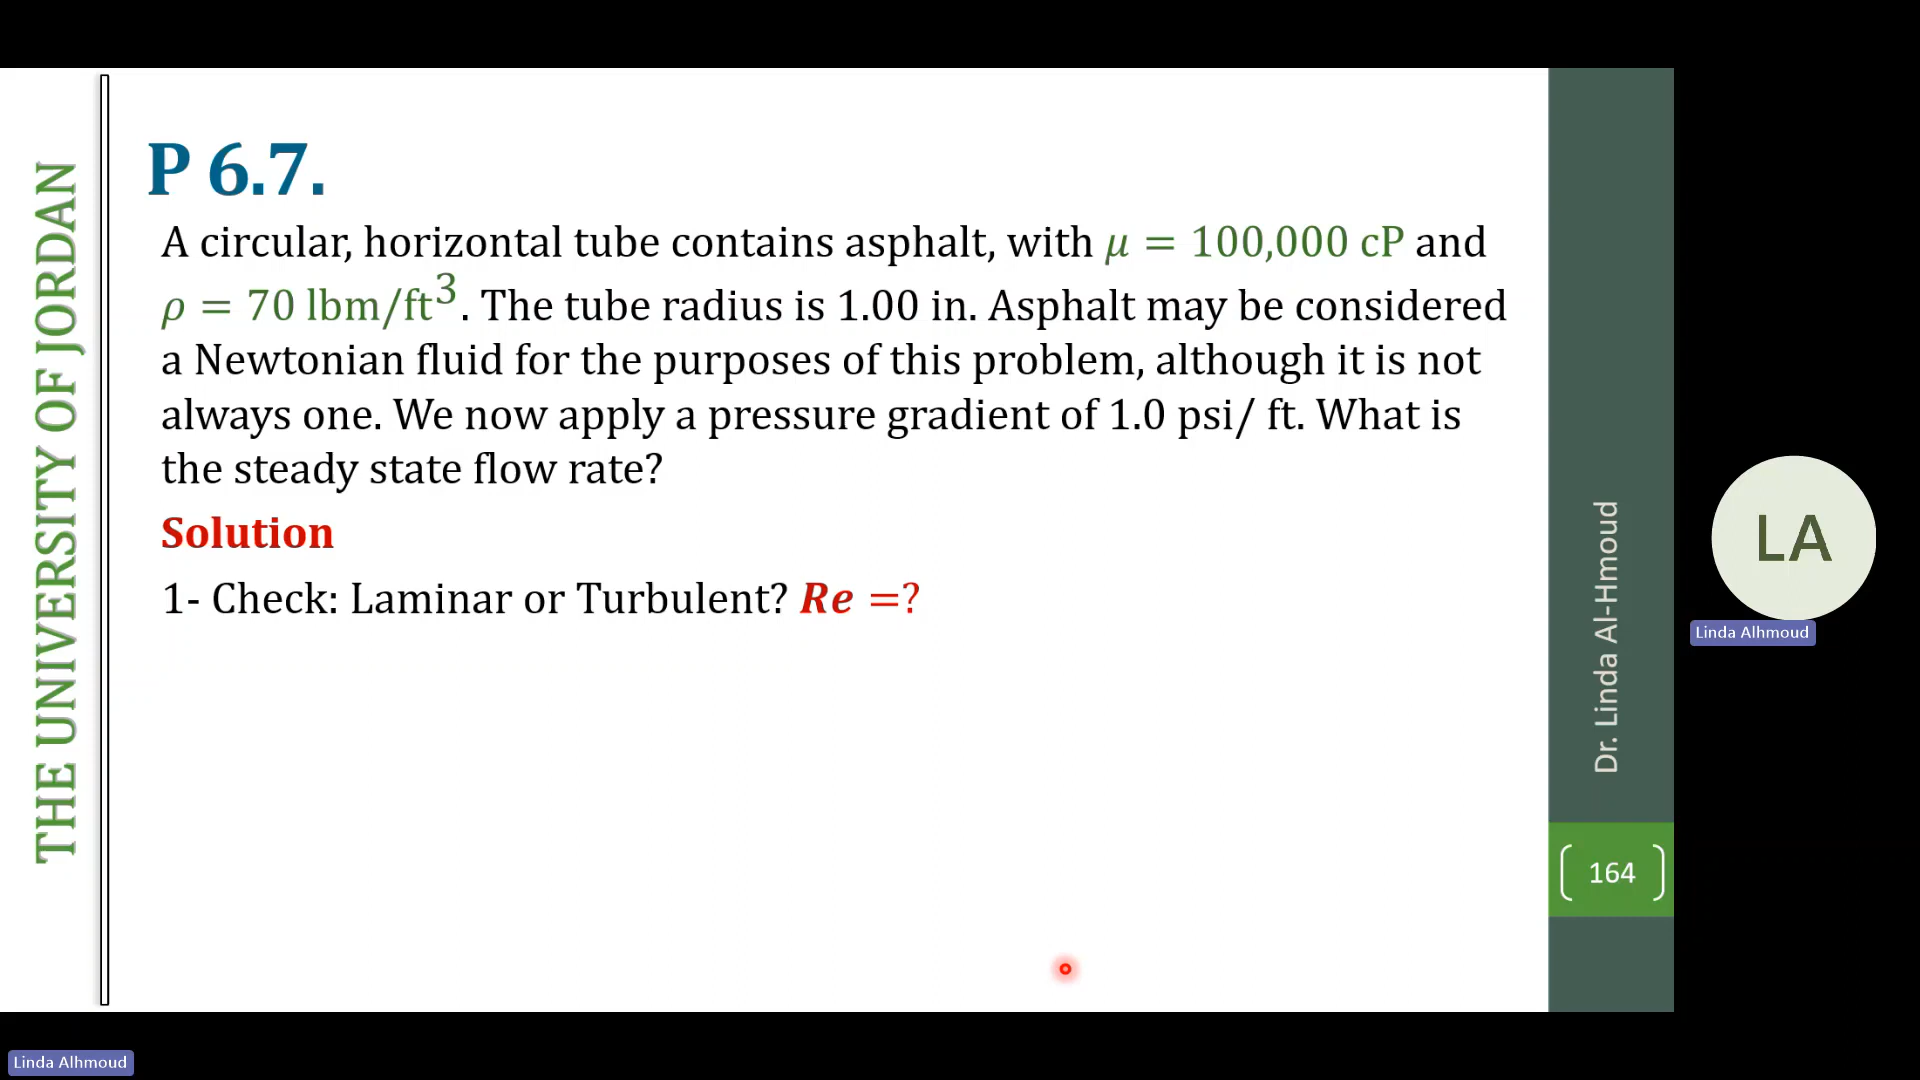 THE UNIVERSITY OF JORDAN
P 6.7.
A circular, horizontal tube contains asphalt, with μ = 100,000 cP and
ρ = 70 lbm/ft³. The tube radius is 1.00 in. Asphalt may be considered
a Newtonian fluid for the purposes of this problem, although it is not
always one. We now apply a pressure gradient of 1.0 psi/ ft. What is
the steady state flow rate?
Solution
1- Check: Laminar or Turbulent? Re =?
Dr. Linda Al-Hmoud
164
LA
Linda Alhmoud
Linda Alhmoud